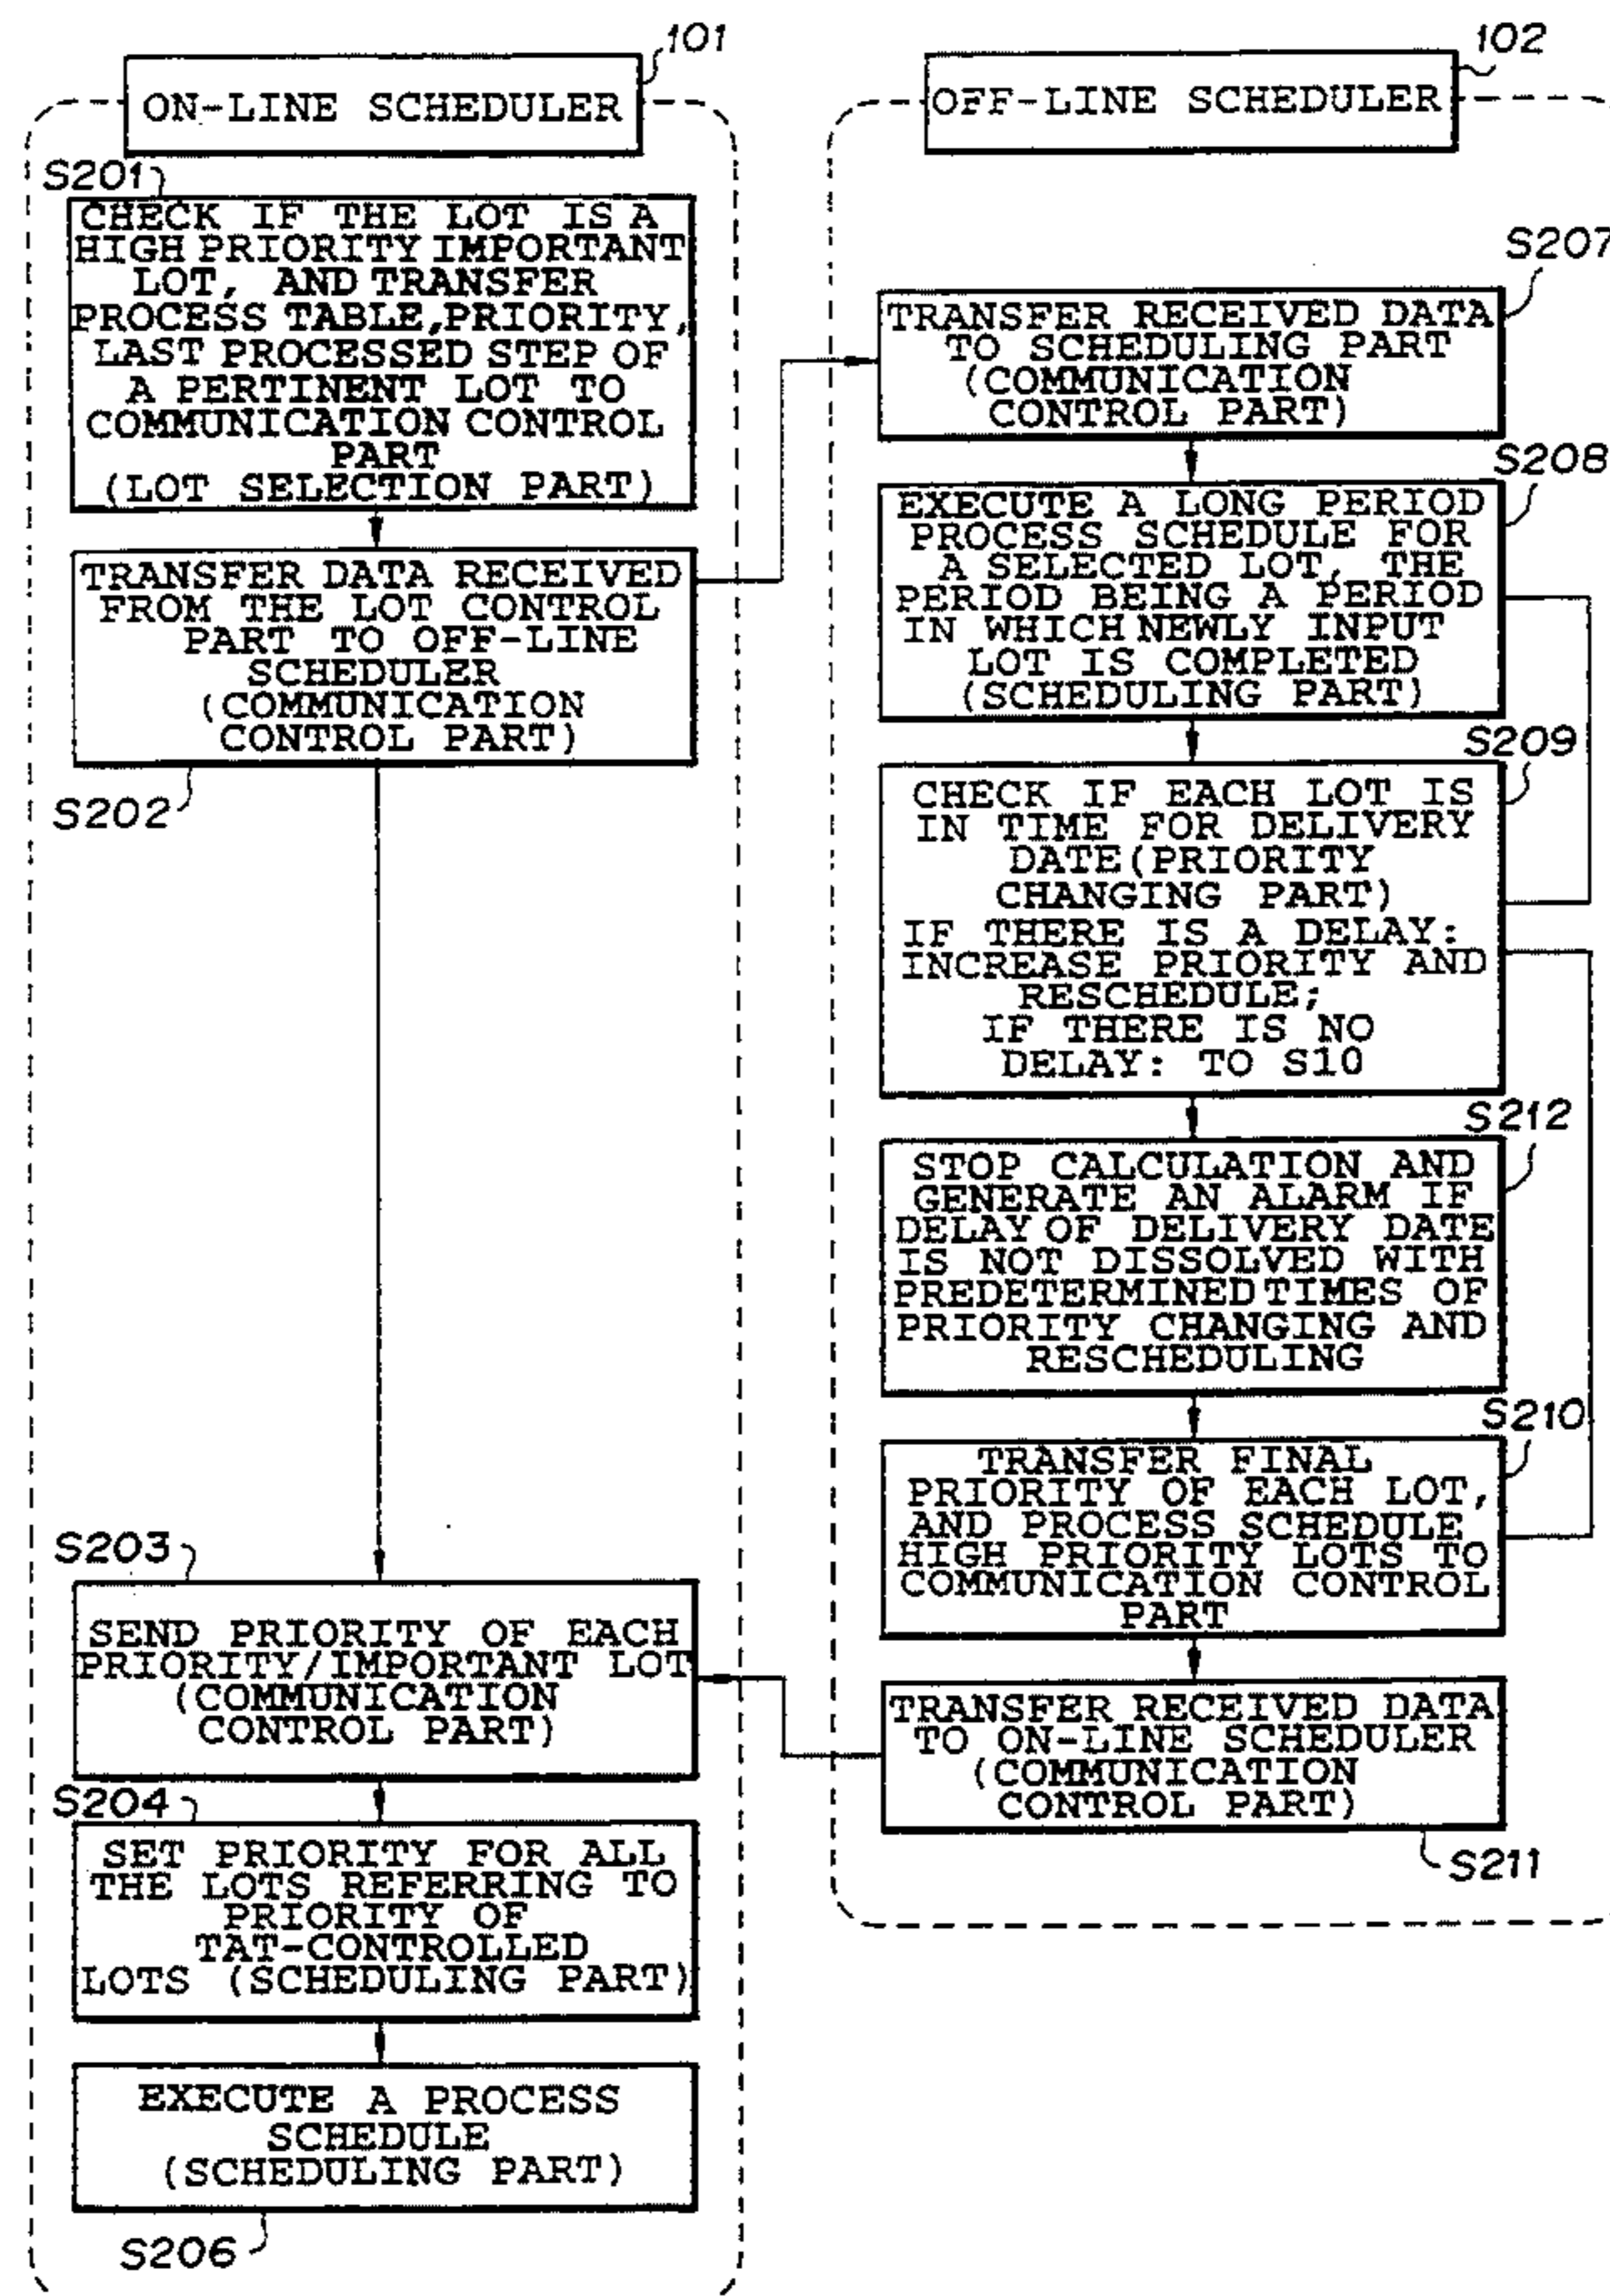 101
ON-LINE SCHEDULER
S201
CHECK IF THE LOT IS A
HIGH PRIORITY IMPORTANT
LOT, AND TRANSFER
PROCESS TABLE, PRIORITY,
LAST PROCESSED STEP OF
A PERTINENT LOT TO
COMMUNICATION CONTROL
PART
(LOT SELECTION PART)
TRANSFER DATA RECEIVED
FROM THE LOT CONTROL
PART TO OFF-LINE
SCHEDULER
(COMMUNICATION
CONTROL PART)
S202
S203
SEND PRIORITY OF EACH
PRIORITY/IMPORTANT LOT
(COMMUNICATION
CONTROL PART)
S204
SET PRIORITY FOR ALL
THE LOTS REFERRING TO
PRIORITY OF
TAT-CONTROLLED
LOTS (SCHEDULING PART)
EXECUTE A PROCESS
SCHEDULE
(SCHEDULING PART)
S206
102
OFF-LINE SCHEDULER
S207
TRANSFER RECEIVED DATA
TO SCHEDULING PART
(COMMUNICATION
CONTROL PART)
S208
EXECUTE A LONG PERIOD
PROCESS SCHEDULE FOR
A SELECTED LOT, THE
PERIOD BEING A PERIOD
IN WHICH NEWLY INPUT
LOT IS COMPLETED
(SCHEDULING PART)
S209
CHECK IF EACH LOT IS
IN TIME FOR DELIVERY
DATE(PRIORITY
CHANGING PART)
IF THERE IS A DELAY:
INCREASE PRIORITY AND
RESCHEDULE;
IF THERE IS NO
DELAY: TO S10
S212
STOP CALCULATION AND
GENERATE AN ALARM IF
DELAY OF DELIVERY DATE
IS NOT DISSOLVED WITH
PREDETERMINED TIMES OF
PRIORITY CHANGING AND
RESCHEDULING
S210
TRANSFER FINAL
PRIORITY OF EACH LOT,
AND PROCESS SCHEDULE
HIGH PRIORITY LOTS TO
COMMUNICATION CONTROL
PART
TRANSFER RECEIVED DATA
TO ON-LINE SCHEDULER
(COMMUNICATION
CONTROL PART)
S211